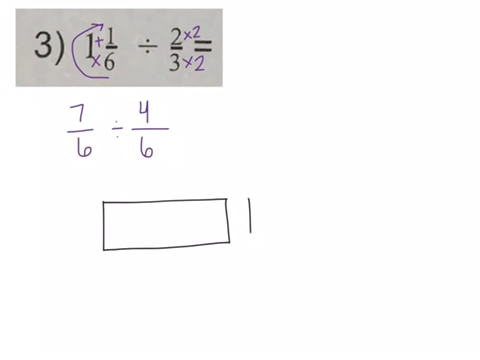 3) 1 1/6 ÷ 2/3 =
+ × ×2 ×2
7/6 ÷ 4/6
1